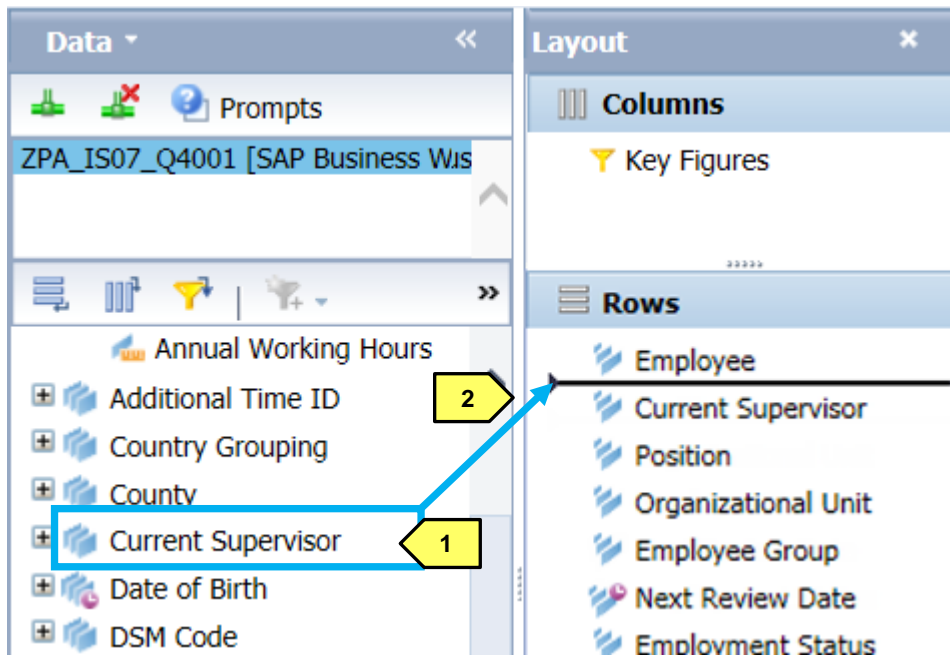 Data
Prompts
ZPA_IS07_Q4001 [SAP Business W
Annual Working Hours
Additional Time ID
Country Grouping
County
Current Supervisor
1
Date of Birth
DSM Code
2
Layout
Columns
Key Figures
Rows
Employee
Current Supervisor
Position
Organizational Unit
Employee Group
Next Review Date
Employment Status